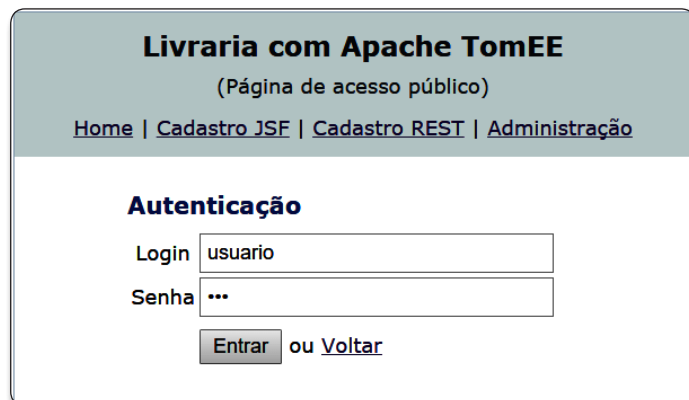 Livraria com Apache TomEE
(Página de acesso público)
Home | Cadastro JSF | Cadastro REST | Administração
Autenticação
Login usuario
Senha •••
Entrar ou Voltar